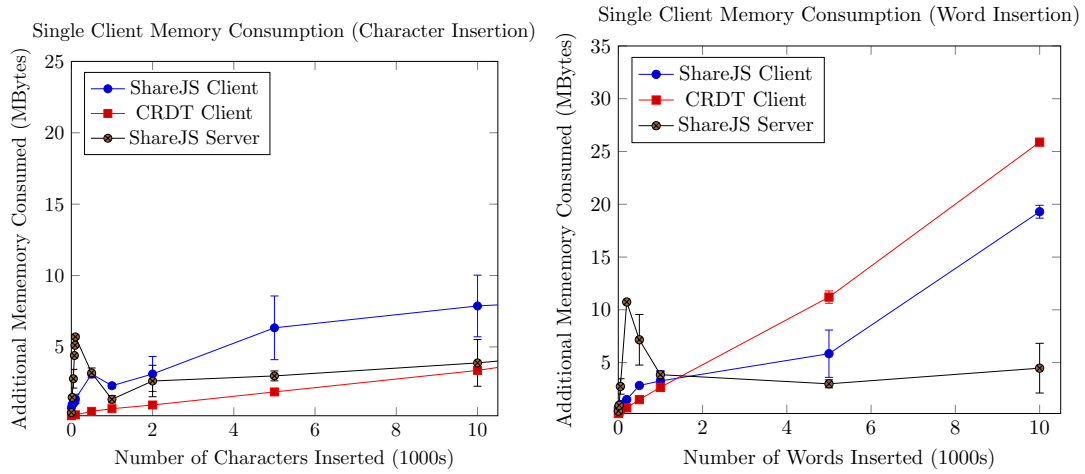 Single Client Memory Consumption (Character Insertion)
Additional Mememory Consumed (MBytes)
25
20
15
10
5
ShareJS Client
CRDT Client
ShareJS Server
0
2
4
6
8
10
Number of Characters Inserted (1000s)
Single Client Memory Consumption (Word Insertion)
Additional Mememory Consumed (MBytes)
35
30
25
20
15
10
5
ShareJS Client
CRDT Client
ShareJS Server
0
2
4
6
8
10
Number of Words Inserted (1000s)